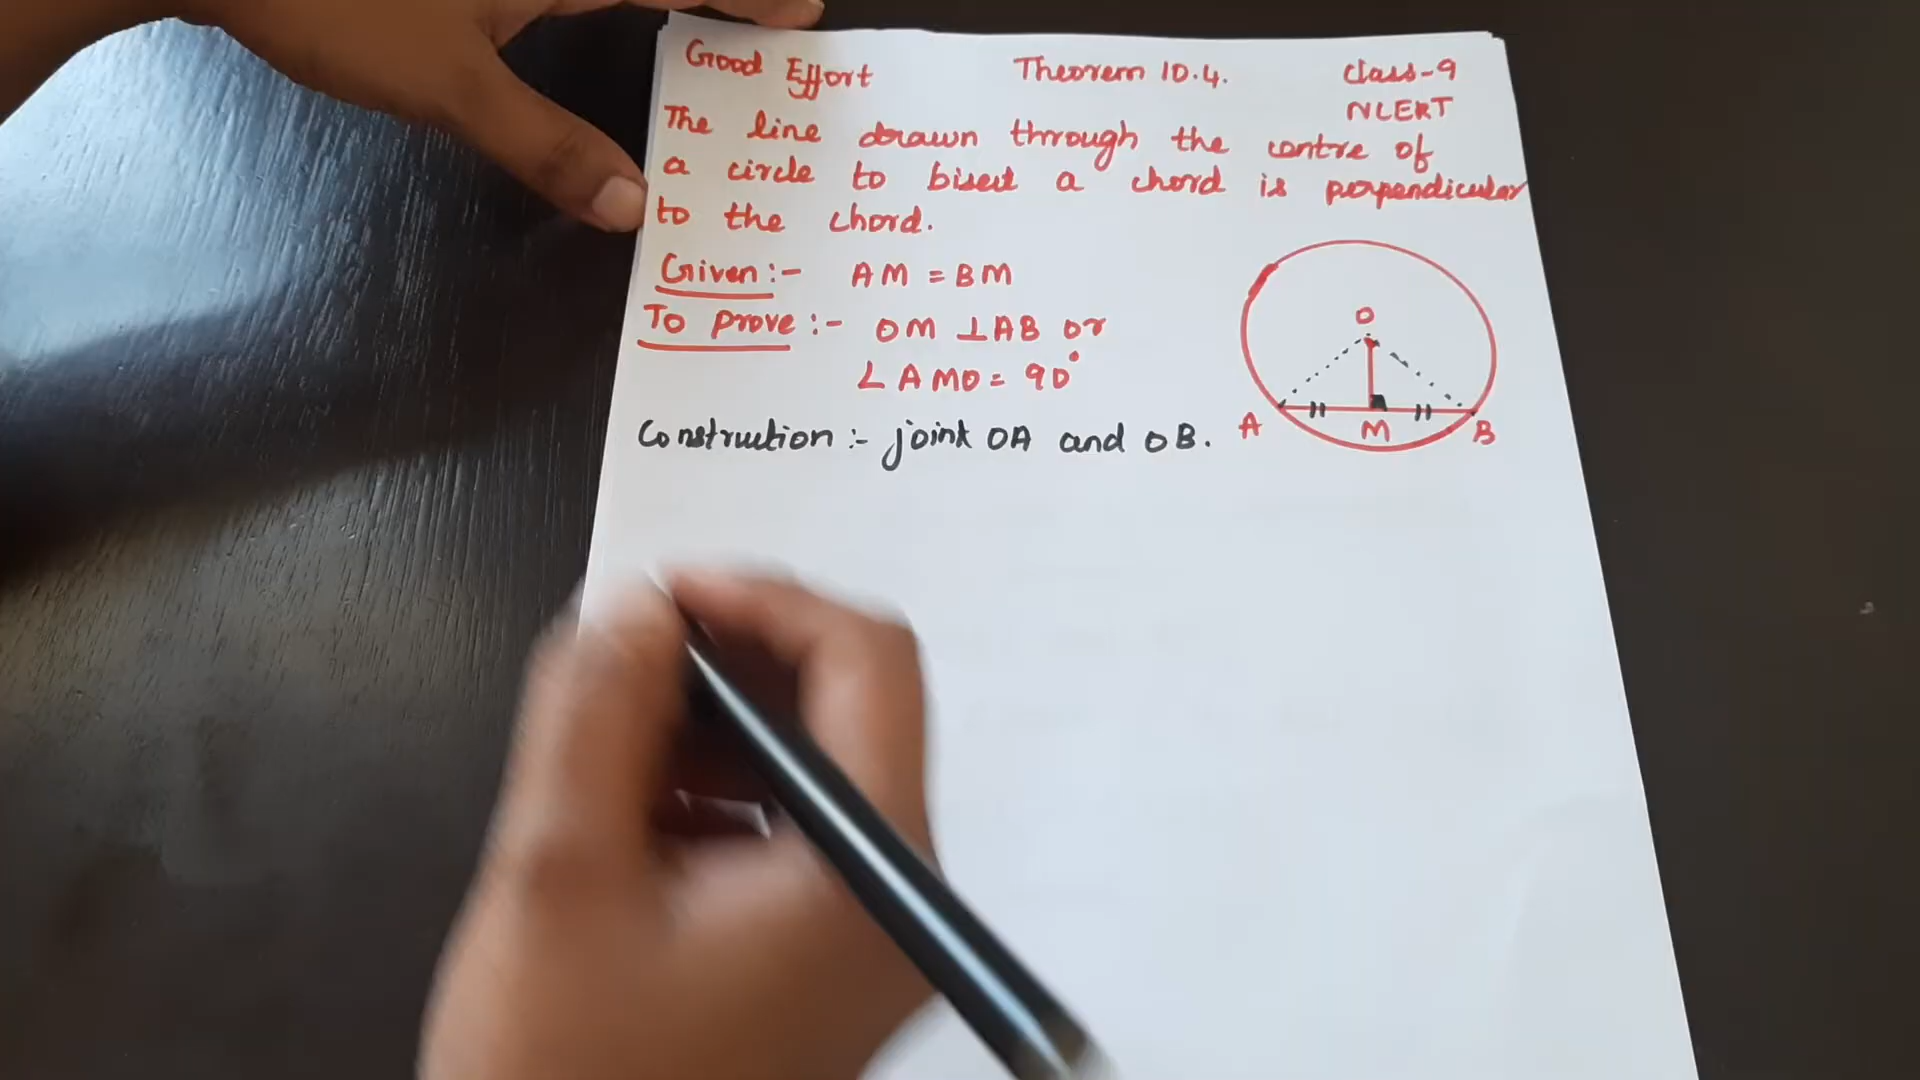 Good Effort Theorem 10.4. Class-9
NCERT
The line drawn through the centre of
a circle to bisect a chord is perpendicular
to the chord.
Given:- AM = BM
To prove:- OM ⊥AB or
∠AMO = 90°
Construction:- joint OA and OB.
O
A M B